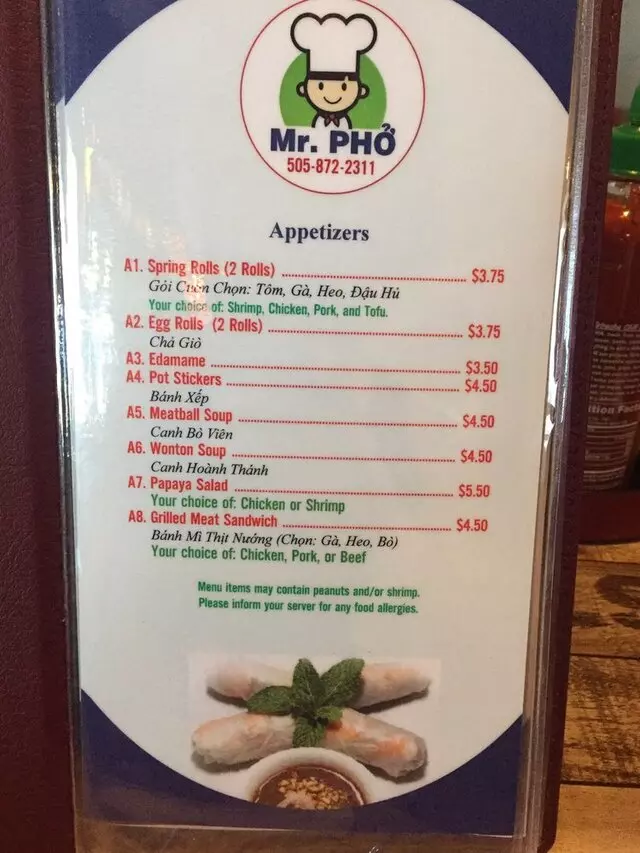 Mr. PHỞ
505-872-2311
Appetizers
A1. Spring Rolls (2 Rolls) $3.75
Gỏi Cuốn Chọn: Tôm, Gà, Heo, Đậu Hủ
Your choice of: Shrimp, Chicken, Pork, and Tofu.
A2. Egg Rolls (2 Rolls) $3.75
Chả Giò
A3. Edamame $3.50
A4. Pot Stickers $4.50
Bánh Xếp
A5. Meatball Soup $4.50
Canh Bò Viên
A6. Wonton Soup $4.50
Canh Hoành Thánh
A7. Papaya Salad $5.50
Your choice of: Chicken or Shrimp
A8. Grilled Meat Sandwich $4.50
Bánh Mì Thịt Nướng (Chọn: Gà, Heo, Bò)
Your choice of: Chicken, Pork, or Beef
Menu items may contain peanuts and/or shrimp.
Please inform your server for any food allergies.